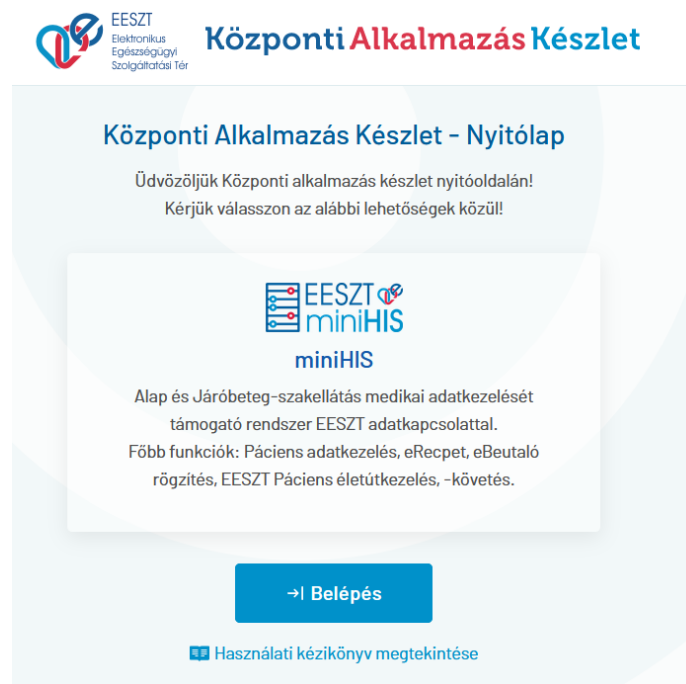 EESZT
Elektronikus
Egészségügyi
Szolgáltatási Tér
Központi Alkalmazás Készlet
Központi Alkalmazás Készlet - Nyitólap
Üdvözöljük Központi alkalmazás készlet nyitóoldalán!
Kérjük válasszon az alábbi lehetőségek közül!
EESZT
miniHIS
miniHIS
Alap és Járóbeteg-szakellátás medikai adatkezelését
támogató rendszer EESZT adatkapcsolattal.
Főbb funkciók: Páciens adatkezelés, eRecpet, eBeutaló
rögzítés, EESZT Páciens életútkezelés, -követés.
Belépés
Használati kézikönyv megtekintése